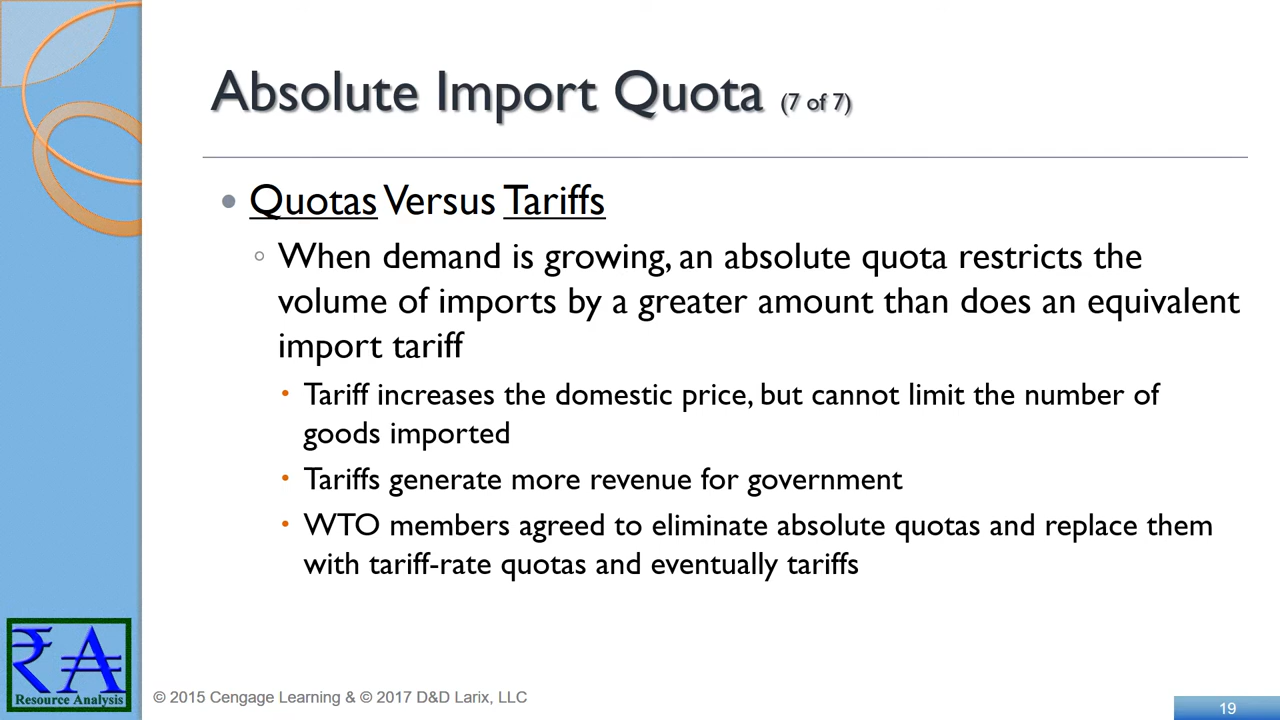 Absolute Import Quota (7 of 7)
• Quotas Versus Tariffs
◦ When demand is growing, an absolute quota restricts the
volume of imports by a greater amount than does an equivalent
import tariff
• Tariff increases the domestic price, but cannot limit the number of
goods imported
• Tariffs generate more revenue for government
• WTO members agreed to eliminate absolute quotas and replace them
with tariff-rate quotas and eventually tariffs
₹A
Resource Analysis
© 2015 Cengage Learning & © 2017 D&D Larix, LLC
19